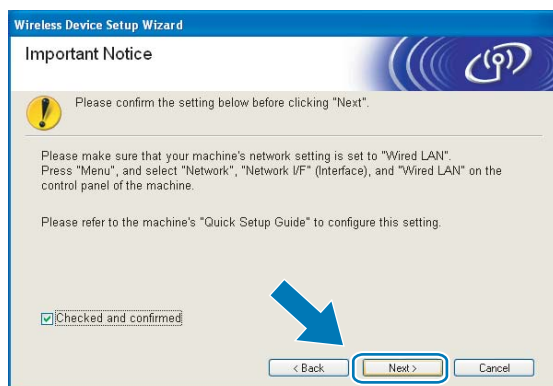 Wireless Device Setup Wizard
Important Notice
Please confirm the setting below before clicking "Next".
Please make sure that your machine's network setting is set to "Wired LAN".
Press "Menu", and select "Network", "Network I/F" (Interface), and "Wired LAN" on the
control panel of the machine.
Please refer to the machine's "Quick Setup Guide" to configure this setting.
Checked and confirmed
< Back
Next >
Cancel